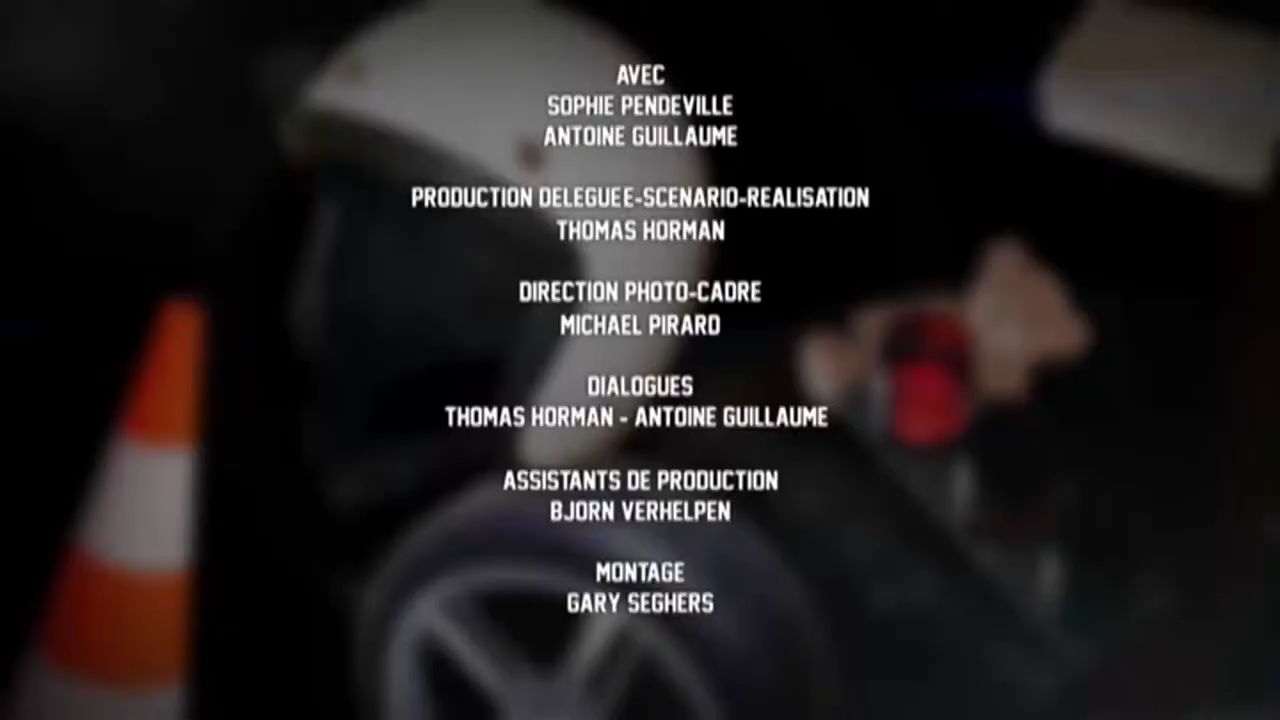 AVEC
SOPHIE PENDEVILLE
ANTOINE GUILLAUME
PRODUCTION DELEGUEE-SCENARIO-REALISATION
THOMAS HORMAN
DIRECTION PHOTO-CADRE
MICHAEL PIRARD
DIALOGUES
THOMAS HORMAN - ANTOINE GUILLAUME
ASSISTANTS DE PRODUCTION
BJORN VERHELPEN
MONTAGE
GARY SEGHERS